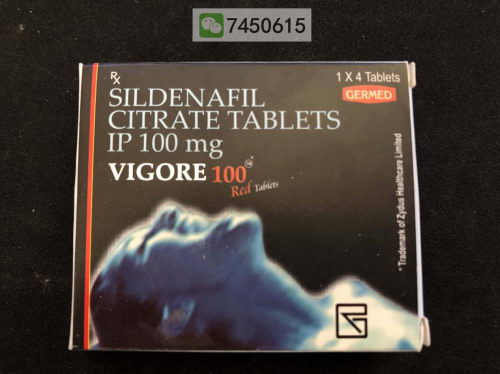 7450615
Rx
1 X 4 Tablets
SILDENAFIL
GERMED
CITRATE TABLETS
IP 100 mg
VIGORE 100™
Red Tablets
* Trademark of Zydus Healthcare Limited